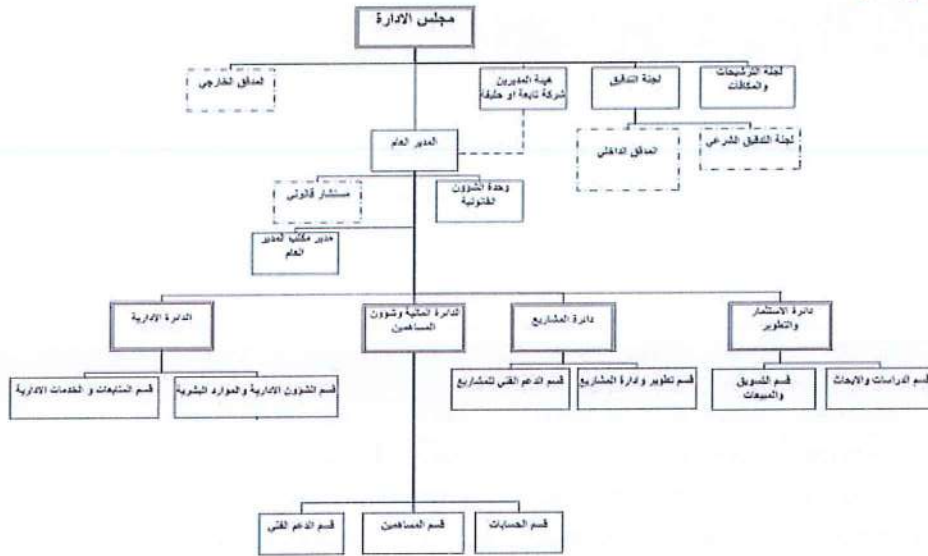 مجلس الادارة
لجنة الترشيحات
والمكافات
لجنة التدقيق
هيئة المديرين
شركة تابعة او حليفة
المدقق الخارجي
لجنة التدقيق الشرعي
المدقق الداخلي
المدير العام
وحدة الشؤون
القانونية
مستشار قانوني
مدير مكتب المدير
العام
دائرة الاستثمار
والتطوير
دائرة المشاريع
الدائرة المالية وشؤون
المساهمين
الدائرة الادارية
قسم الدراسات والابحاث
قسم التسويق
والمبيعات
قسم تطوير وادارة المشاريع
قسم الدعم الفني للمشاريع
قسم الشؤون الادارية والموارد البشرية
قسم المتابعات و الخدمات الادارية
قسم الحسابات
قسم المساهمين
قسم الدعم الفني